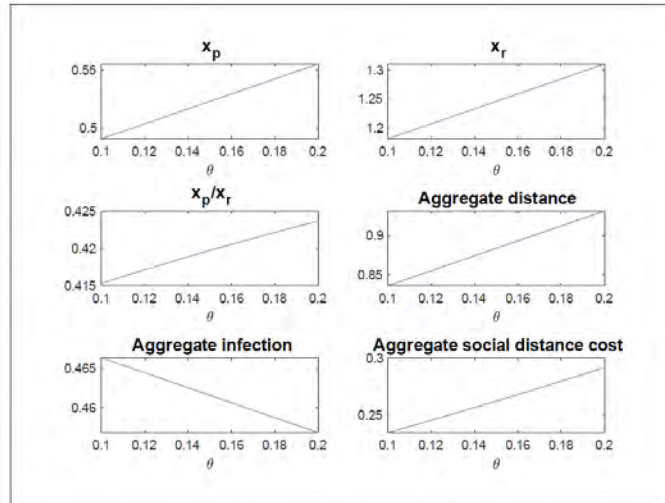 x_p
0.55
0.5
0.1 0.12 0.14 0.16 0.18 0.2
θ
x_r
1.3
1.25
1.2
0.1 0.12 0.14 0.16 0.18 0.2
θ
x_p/x_r
0.425
0.42
0.415
0.1 0.12 0.14 0.16 0.18 0.2
θ
Aggregate distance
0.9
0.85
0.1 0.12 0.14 0.16 0.18 0.2
θ
Aggregate infection
0.465
0.46
0.1 0.12 0.14 0.16 0.18 0.2
θ
Aggregate social distance cost
0.3
0.25
0.1 0.12 0.14 0.16 0.18 0.2
θ